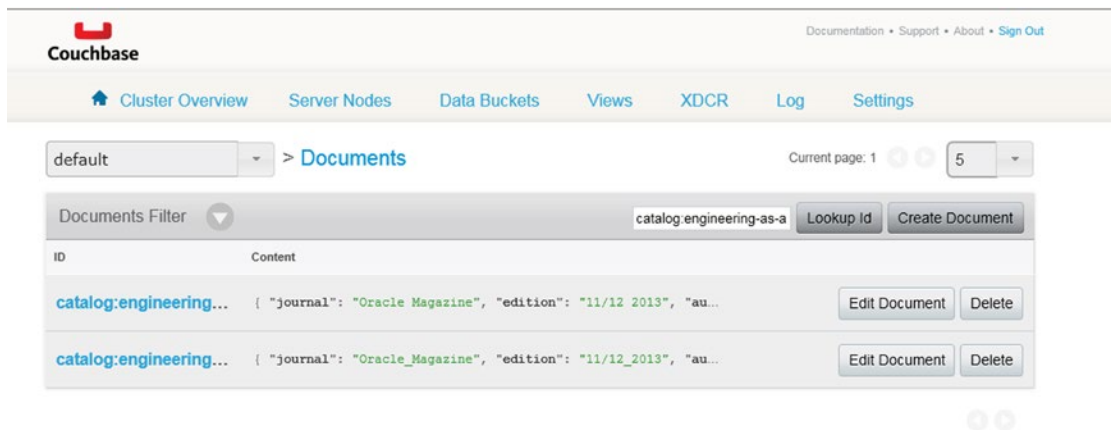 Couchbase
Documentation • Support • About • Sign Out
Cluster Overview Server Nodes Data Buckets Views XDCR Log Settings
default > Documents Current page: 1 5
Documents Filter catalog:engineering-as-a Lookup Id Create Document
ID Content
catalog:engineering... { "journal": "Oracle Magazine", "edition": "11/12 2013", "au... Edit Document Delete
catalog:engineering... { "journal": "Oracle_Magazine", "edition": "11/12_2013", "au... Edit Document Delete